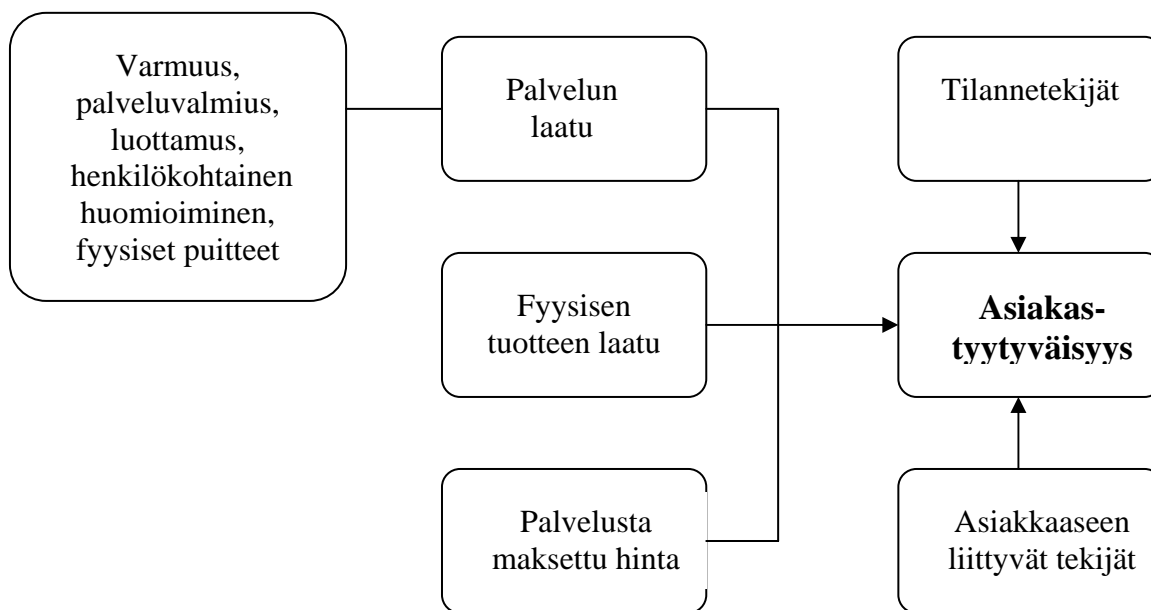 Varmuus,
palveluvalmius,
luottamus,
henkilökohtainen
huomioiminen,
fyysiset puitteet
Palvelun
laatu
Fyysisen
tuotteen laatu
Palvelusta
maksettu hinta
Tilannetekijät
Asiakas-
tyytyväisyys
Asiakkaaseen
liittyvät tekijät